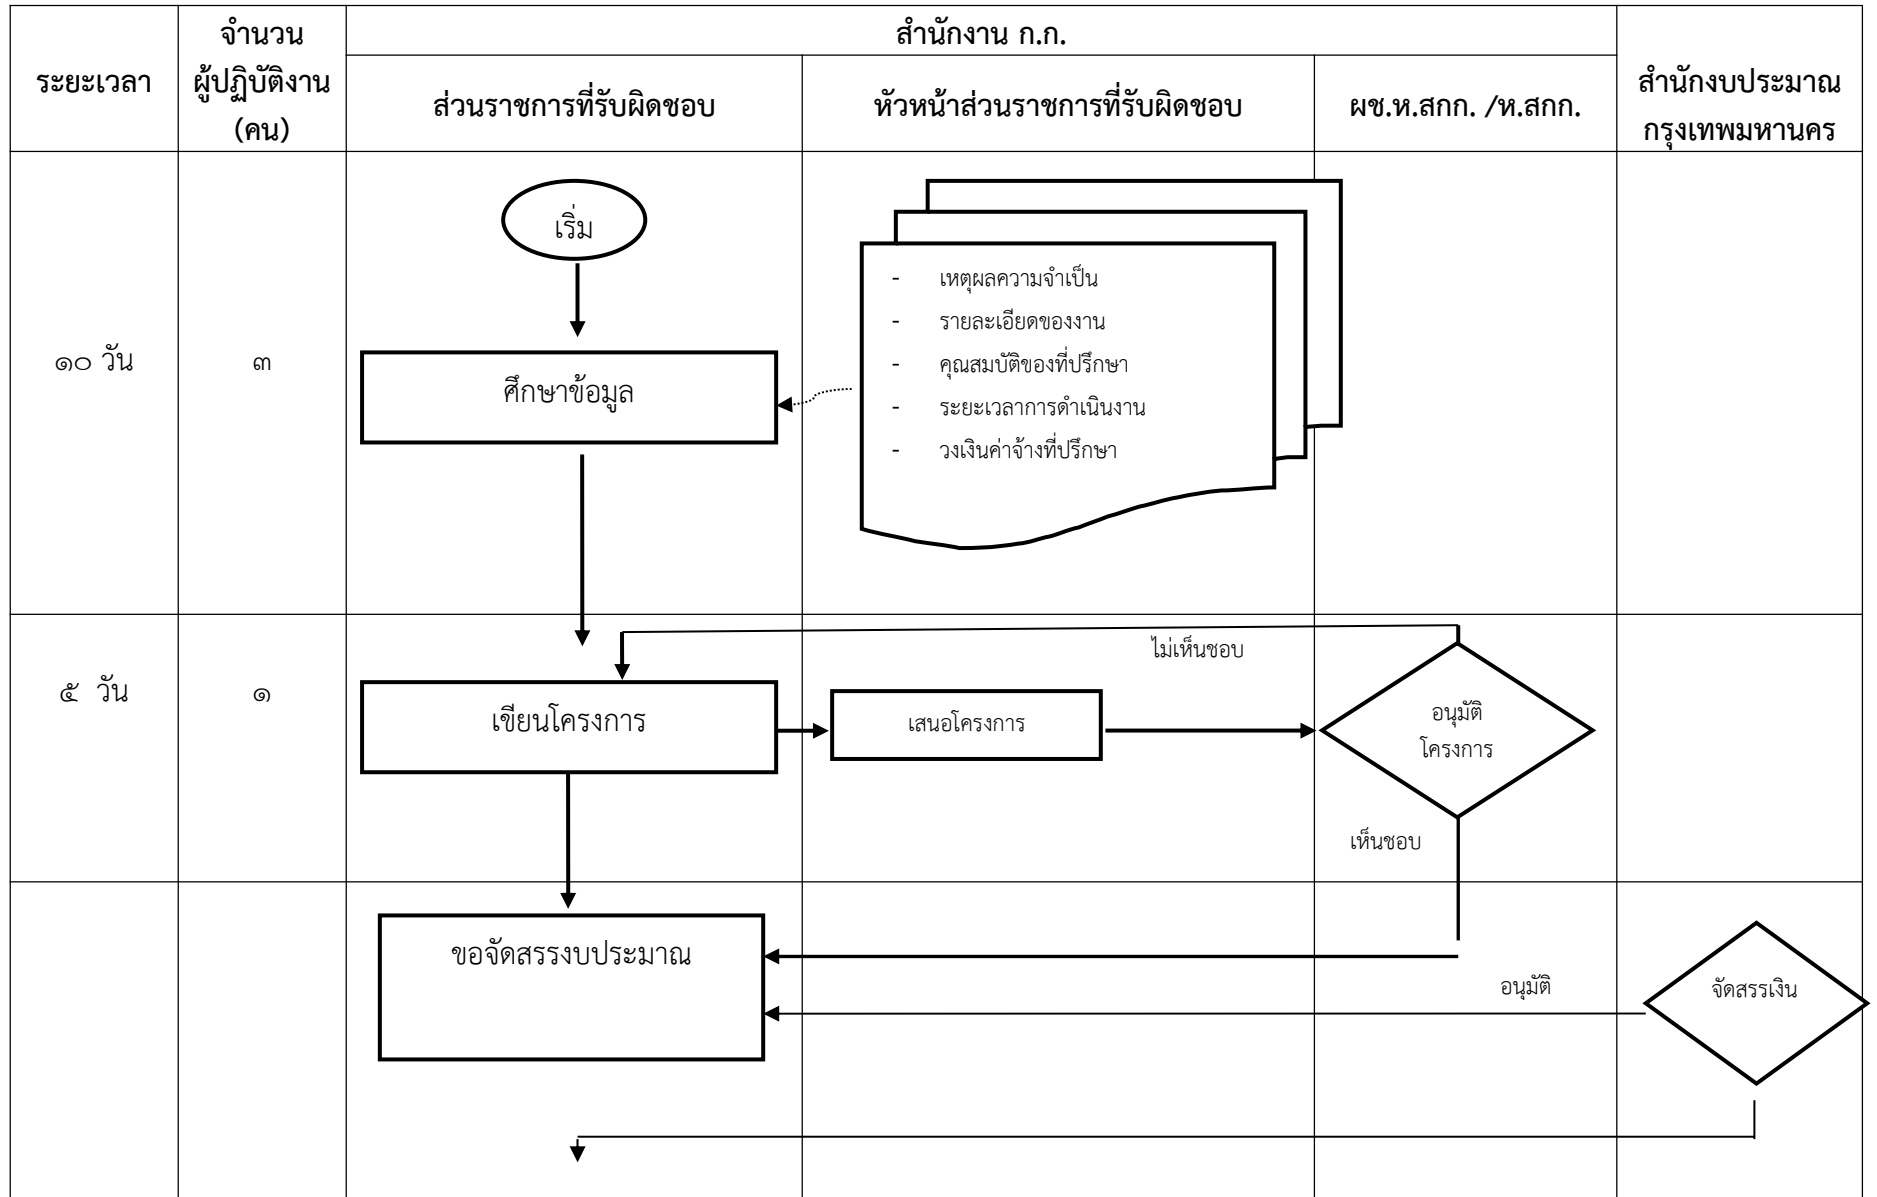 ระยะเวลา
จำนวน
ผู้ปฏิบัติงาน
(คน)
สำนักงาน ก.ก.
ส่วนราชการที่รับผิดชอบ
หัวหน้าส่วนราชการที่รับผิดชอบ
ผช.ห.สกก. /ห.สกก.
สำนักงบประมาณ
กรุงเทพมหานคร
๑๐ วัน
๓
เริ่ม
ศึกษาข้อมูล
- เหตุผลความจำเป็น
- รายละเอียดของงาน
- คุณสมบัติของที่ปรึกษา
- ระยะเวลาการดำเนินงาน
- วงเงินค่าจ้างที่ปรึกษา
๕ วัน
๑
ไม่เห็นชอบ
เขียนโครงการ
เสนอโครงการ
อนุมัติ
โครงการ
เห็นชอบ
ขอจัดสรรงบประมาณ
อนุมัติ
จัดสรรเงิน